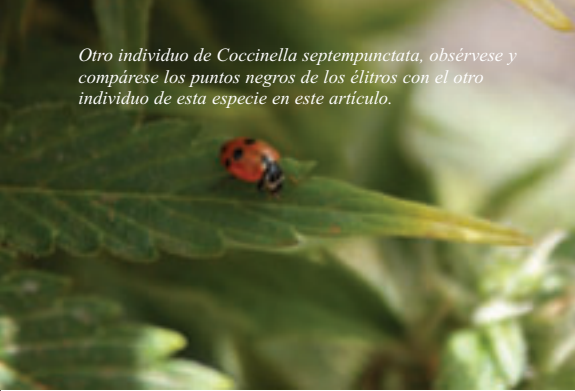 Otro individuo de Coccinella septempunctata, obsérvese y
compárese los puntos negros de los élitros con el otro
individuo de esta especie en este artículo.